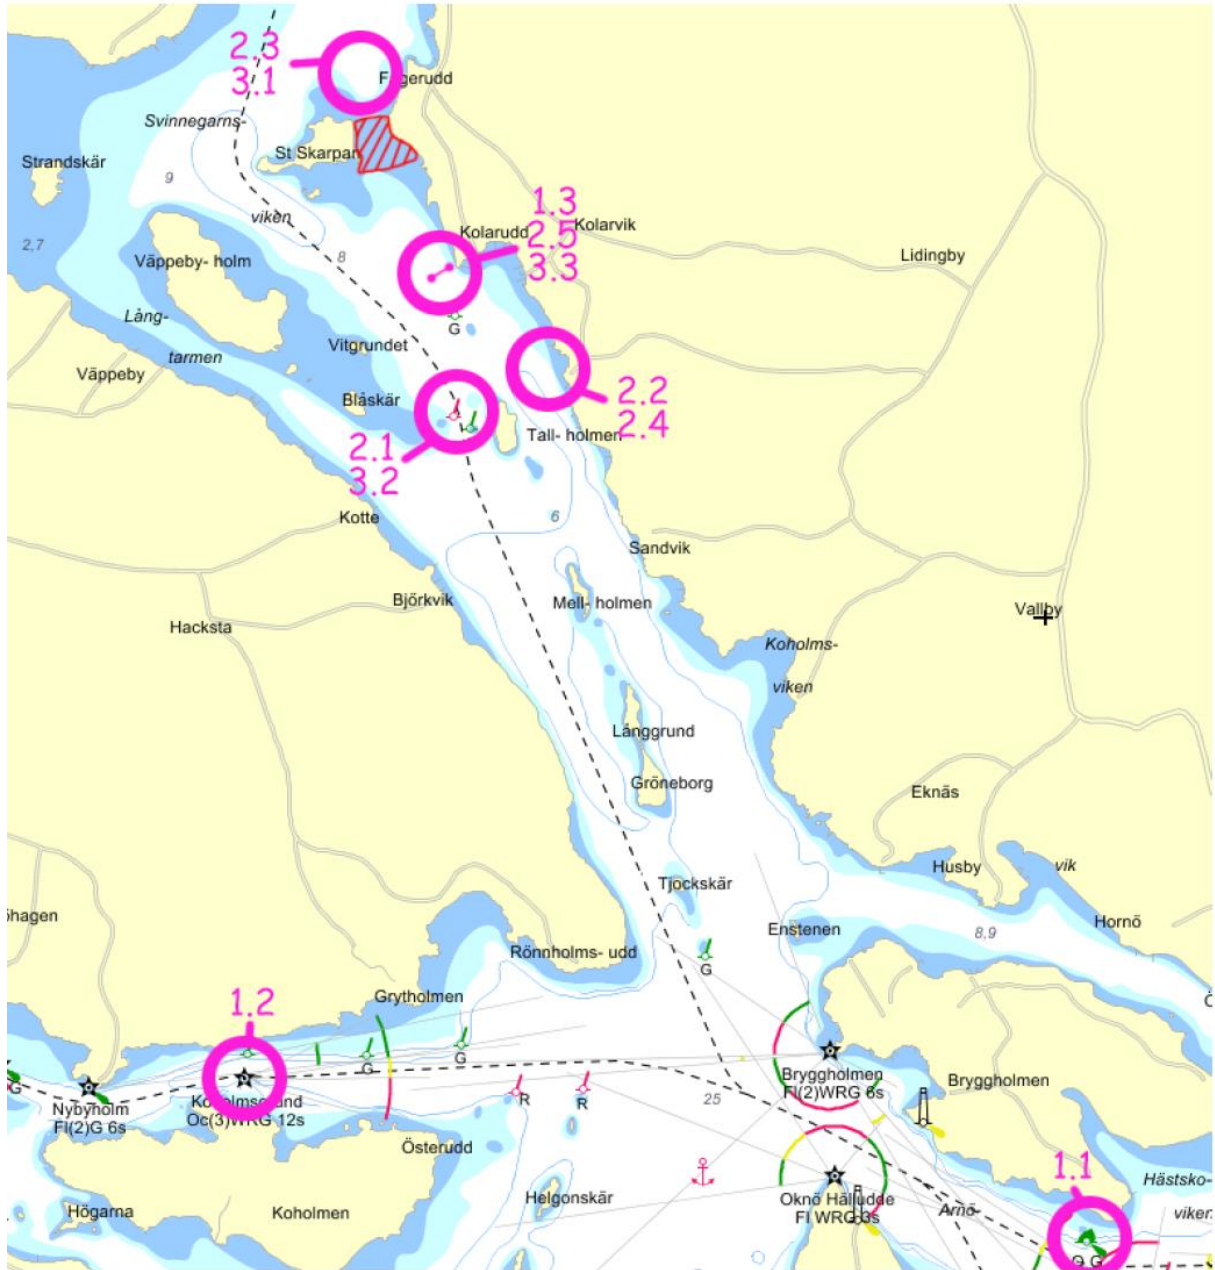 2.3
3.1
Svinnegarns-
St Skarpan
Strandskär
9
viken
1.3
2.5
3.3
Kolarudd
Kolarvik
Lidingby
2,7
Väppeby- holm
8
Lång-
tarmen
G
Vitgrundet
Väppeby
Blåskär
2.2
2.4
Tall- holmen
2.1
3.2
Kotte
6
Sandvik
Björkvik
Mell- holmen
Vallby
Hacksta
Koholms-
viken
Långgrund
Gröneborg
Eknäs
Husby
vik
Tjockskär
Hornö
Enstenen
8,9
Rönnholms- udd
G
Grytholmen
1.2
G
G
Bryggholmen
Fl(2)WRG 6s
Bryggholmen
R
R
25
G
Nybyholm
Fl(2)G 6s
Oc(3)WRG 12s
Österudd
1.1
Hästsko-
viken
Helgonskär
Oknö Hälludde
Fl WRG 3s
Arnö-
Högarna
Koholmen
Q G